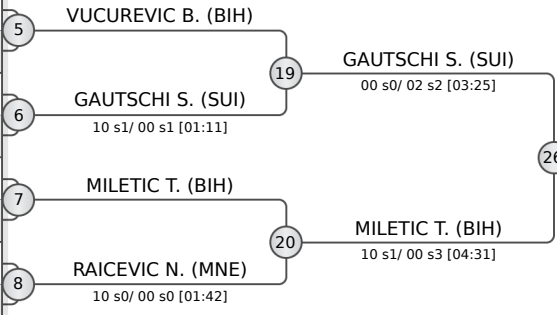 VUCUREVIC B. (BIH)
5
GAUTSCHI S. (SUI)
19
00 s0/ 02 s2 [03:25]
GAUTSCHI S. (SUI)
6
10 s1/ 00 s1 [01:11]
26
MILETIC T. (BIH)
7
MILETIC T. (BIH)
20
10 s1/ 00 s3 [04:31]
RAICEVIC N. (MNE)
8
10 s0/ 00 s0 [01:42]